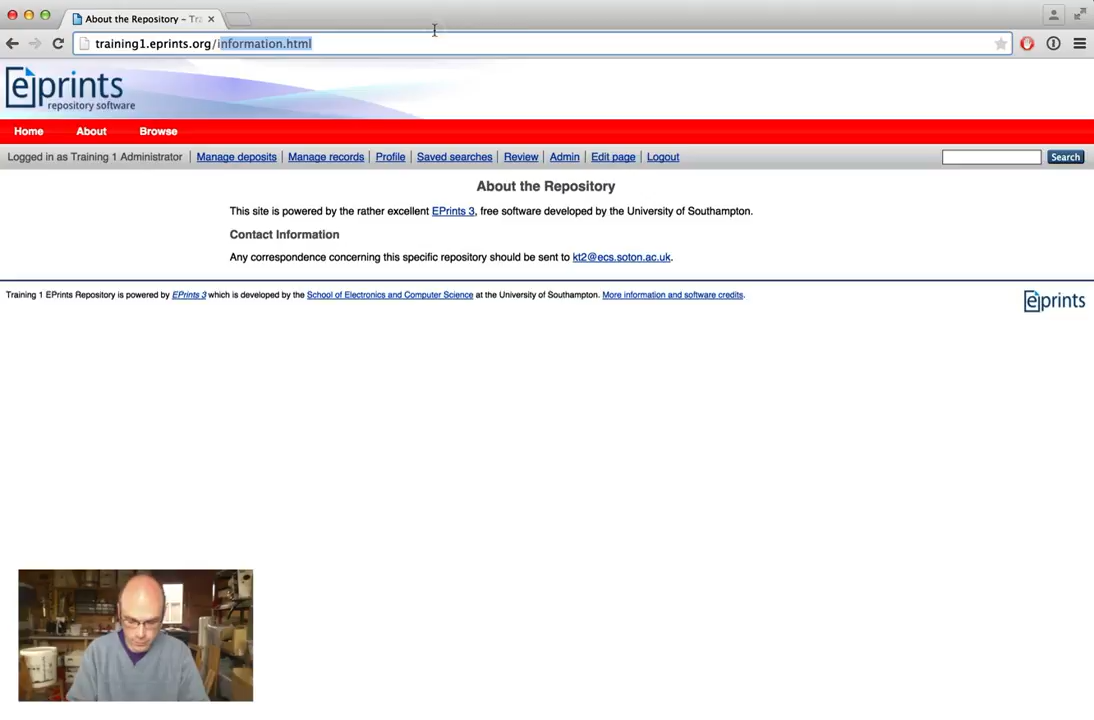 About the Repository – Tra
training1.eprints.org/information.html
eprints
repository software
Home About Browse
Logged in as Training 1 Administrator | Manage deposits | Manage records | Profile | Saved searches | Review | Admin | Edit page | Logout Search
About the Repository
This site is powered by the rather excellent EPrints 3, free software developed by the University of Southampton.
Contact Information
Any correspondence concerning this specific repository should be sent to kt2@ecs.soton.ac.uk.
Training 1 EPrints Repository is powered by EPrints 3 which is developed by the School of Electronics and Computer Science at the University of Southampton. More information and software credits.
eprints